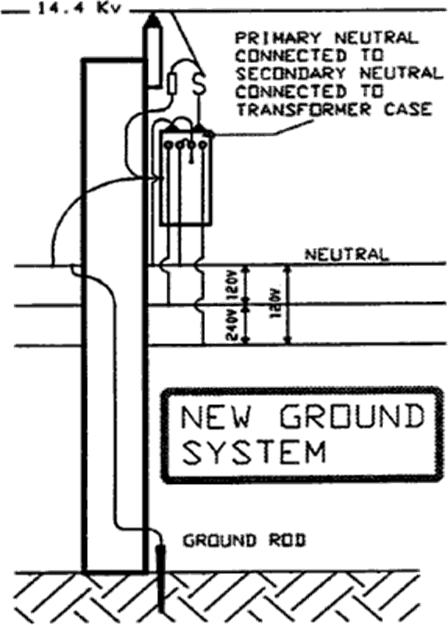 14.4 Kv
PRIMARY NEUTRAL
CONNECTED TO
SECONDARY NEUTRAL
CONNECTED TO
TRANSFORMER CASE
NEUTRAL
120V
120V
240V
NEW GROUND
SYSTEM
GROUND ROD